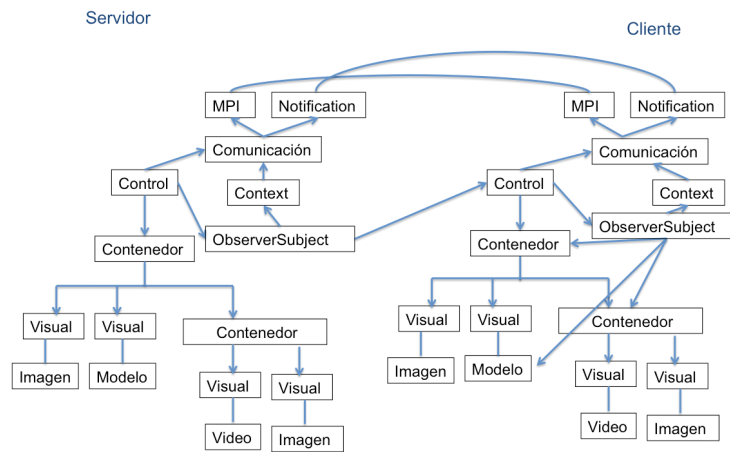 Servidor
Cliente
MPI
Notification
MPI
Notification
Comunicación
Comunicación
Control
Context
Control
Context
ObserverSubject
ObserverSubject
Contenedor
Contenedor
Visual
Visual
Contenedor
Visual
Visual
Contenedor
Imagen
Modelo
Visual
Visual
Imagen
Modelo
Visual
Visual
Video
Imagen
Video
Imagen